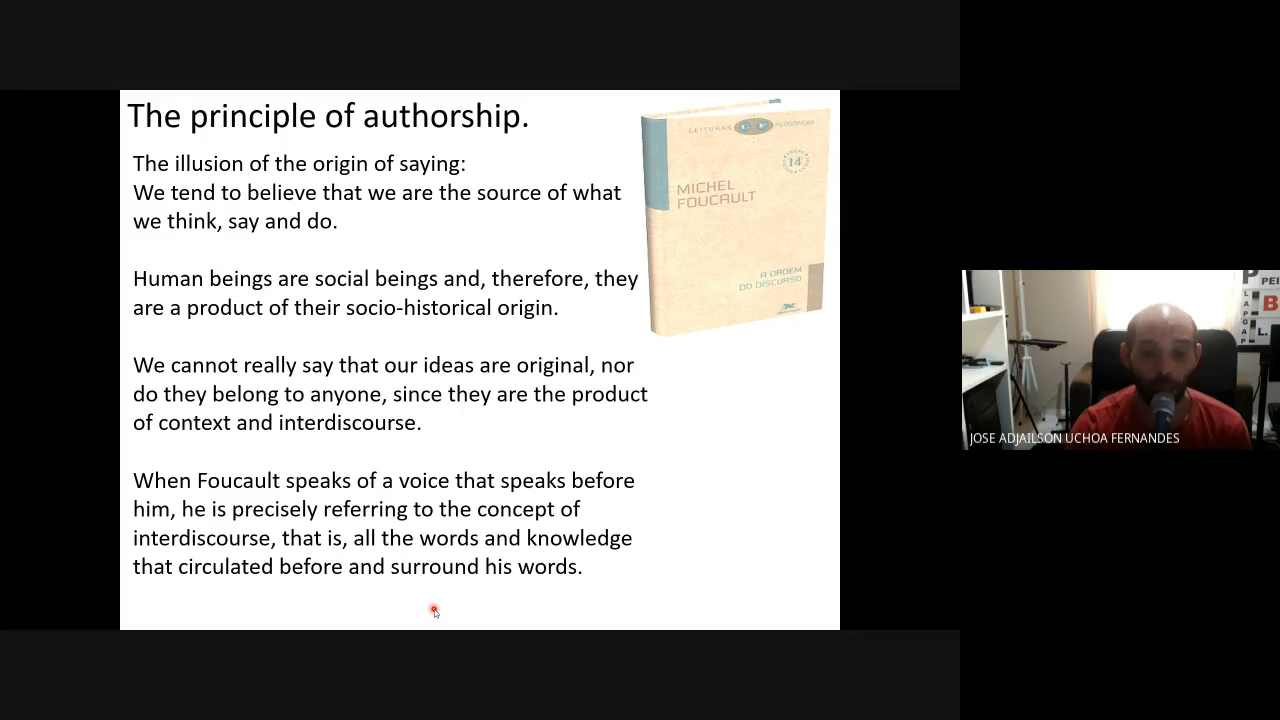 The principle of authorship.
The illusion of the origin of saying:
We tend to believe that we are the source of what
we think, say and do.
Human beings are social beings and, therefore, they
are a product of their socio-historical origin.
We cannot really say that our ideas are original, nor
do they belong to anyone, since they are the product
of context and interdiscourse.
When Foucault speaks of a voice that speaks before
him, he is precisely referring to the concept of
interdiscourse, that is, all the words and knowledge
that circulated before and surround his words.
LEITURAS FILOSÓFICAS
14ª
MICHEL
FOUCAULT
A ORDEM
DO DISCURSO
JOSE ADJAILSON UCHOA FERNANDES